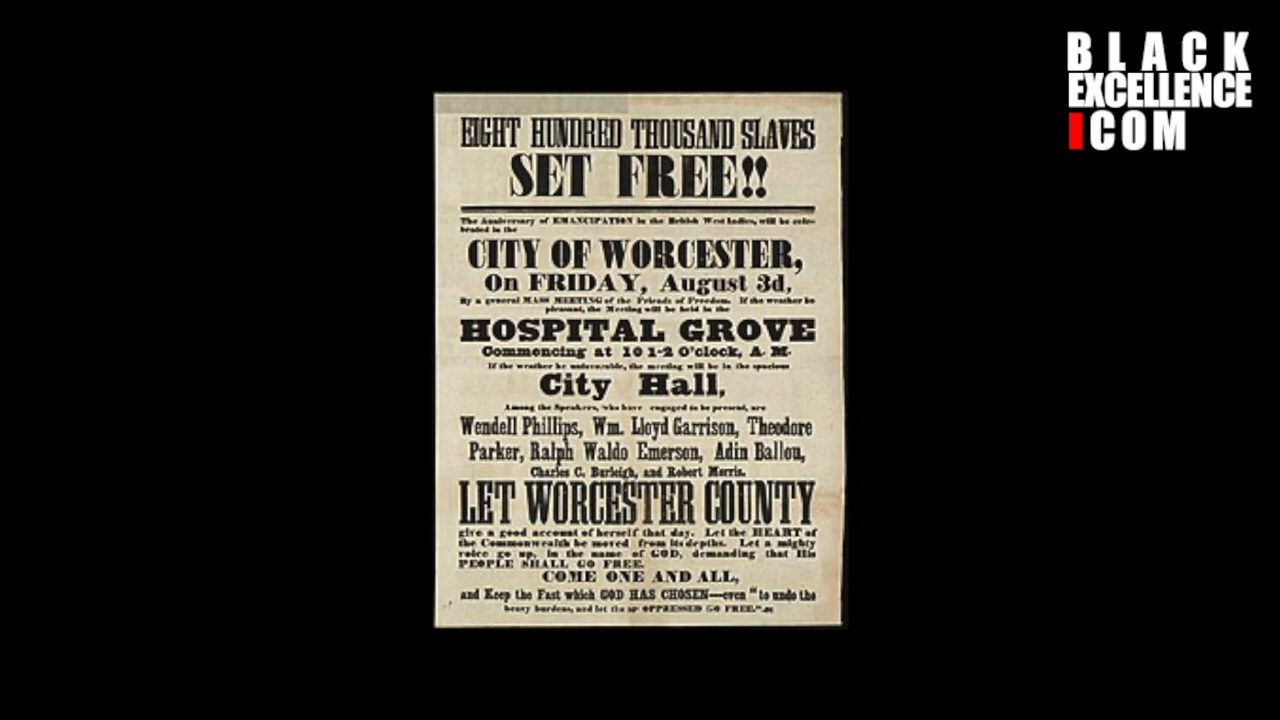 BLACK
EXCELLENCE
COM
EIGHT HUNDRED THOUSAND SLAVES
SET FREE!!
The Anniversary of EMANCIPATION in the British West Indies, will be cele-
brated in the
CITY OF WORCESTER,
On FRIDAY, August 3d,
By a general MASS MEETING of the Friends of Freedom. If the weather be
pleasant, the Meeting will be held in the
HOSPITAL GROVE
Commencing at 10 1-2 O'clock, A. M.
If the weather be unfavorable, the meeting will be in the spacious
City Hall,
Among the Speakers, who have engaged to be present, are
Wendell Phillips, Wm. Lloyd Garrison, Theodore
Parker, Ralph Waldo Emerson, Adin Ballou,
Charles C. Burleigh, and Robert Morris.
LET WORCESTER COUNTY
give a good account of herself that day. Let the HEART of
the Commonwealth be moved from its depths. Let a mighty
voice go up, in the name of GOD, demanding that His
PEOPLE SHALL GO FREE.
COME ONE AND ALL,
and Keep the Fast which GOD HAS CHOSEN—even "to undo the
heavy burdens, and let the OPPRESSED GO FREE."